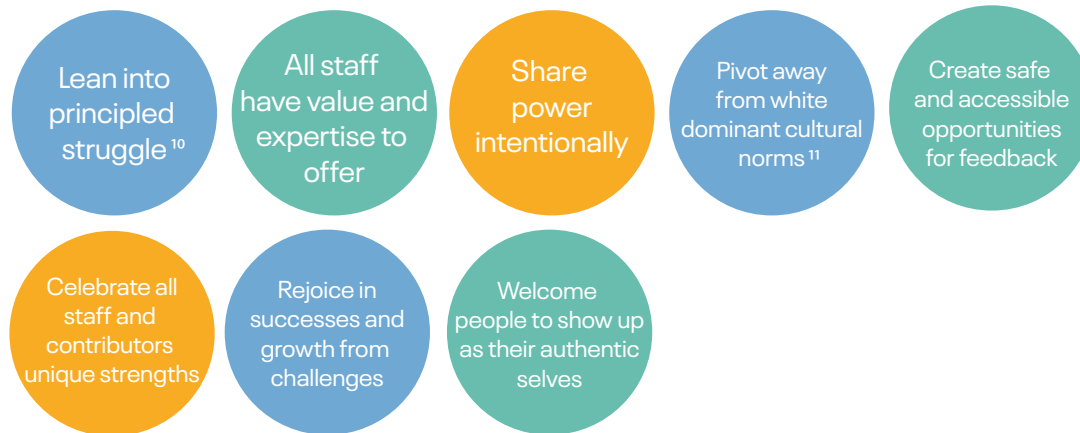 Lean into
principled
struggle ¹⁰
All staff
have value and
expertise to
offer
Share
power
intentionally
Pivot away
from white
dominant cultural
norms ¹¹
Create safe
and accessible
opportunities
for feedback
Celebrate all
staff and
contributors
unique strengths
Rejoice in
successes and
growth from
challenges
Welcome
people to show up
as their authentic
selves